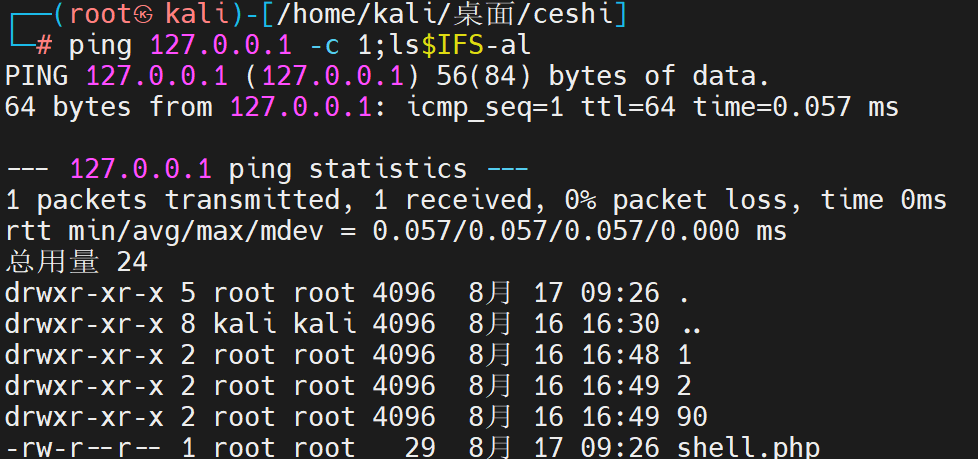 ┌──(root㉿kali)-[/home/kali/桌面/ceshi]
└─# ping 127.0.0.1 -c 1;ls$IFS-al
PING 127.0.0.1 (127.0.0.1) 56(84) bytes of data.
64 bytes from 127.0.0.1: icmp_seq=1 ttl=64 time=0.057 ms
--- 127.0.0.1 ping statistics ---
1 packets transmitted, 1 received, 0% packet loss, time 0ms
rtt min/avg/max/mdev = 0.057/0.057/0.057/0.000 ms
总用量 24
drwxr-xr-x 5 root root 4096  8月 17 09:26 .
drwxr-xr-x 8 kali kali 4096  8月 16 16:30 ..
drwxr-xr-x 2 root root 4096  8月 16 16:48 1
drwxr-xr-x 2 root root 4096  8月 16 16:49 2
drwxr-xr-x 2 root root 4096  8月 16 16:49 90
-rw-r--r-- 1 root root   29  8月 17 09:26 shell.php